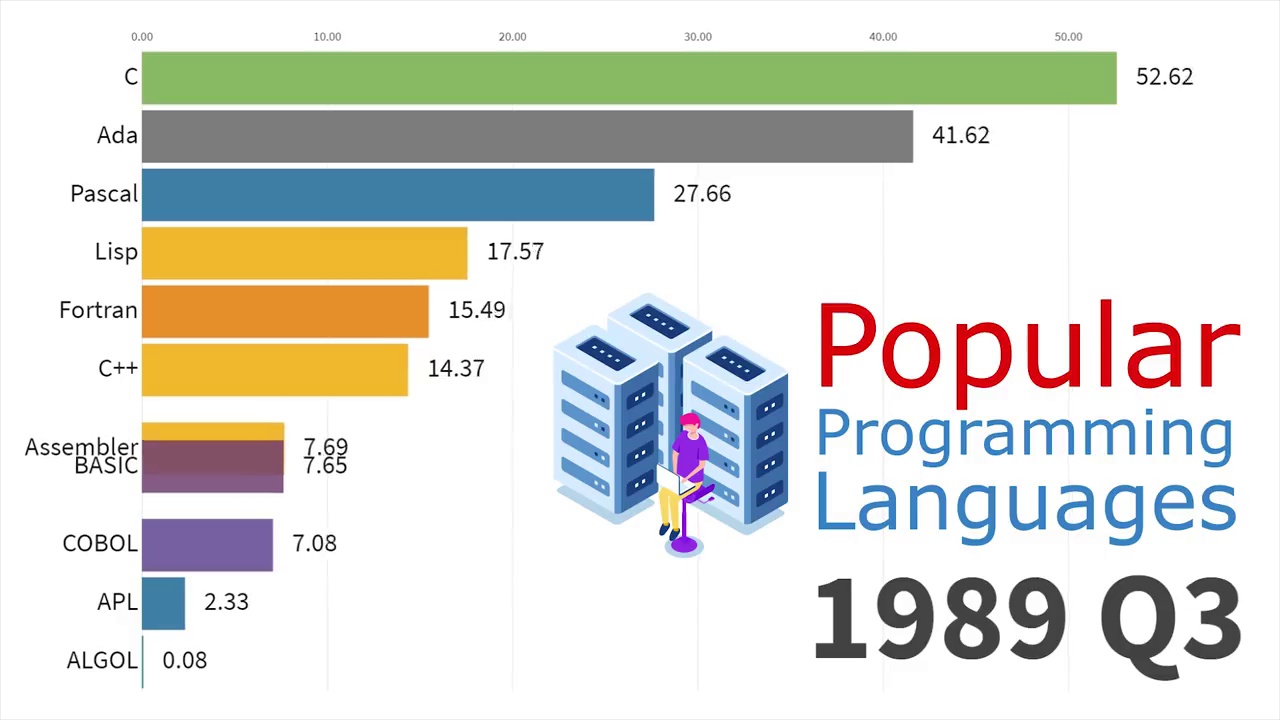 0.00 10.00 20.00 30.00 40.00 50.00
C 52.62
Ada 41.62
Pascal 27.66
Lisp 17.57
Fortran 15.49
C++ 14.37
Assembler 7.69
BASIC 7.65
COBOL 7.08
APL 2.33
ALGOL 0.08
Popular
Programming
Languages
1989 Q3